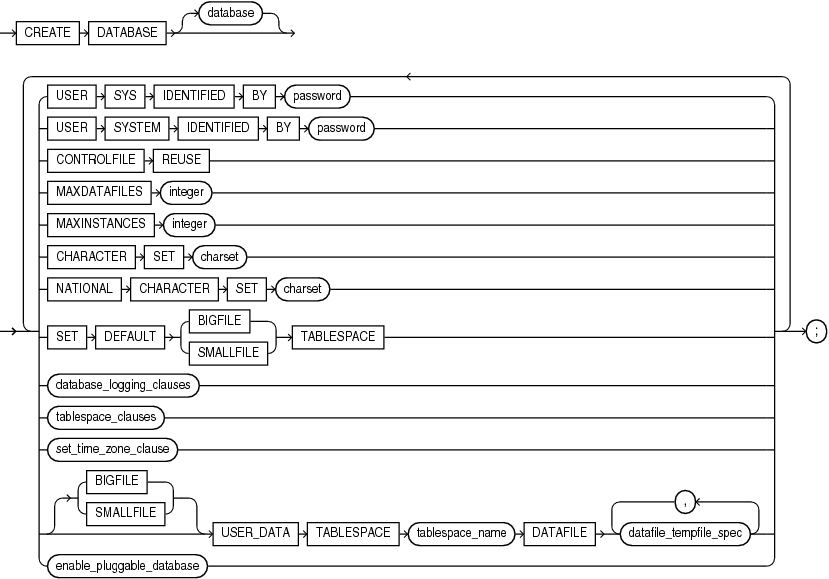 database
CREATE DATABASE
USER SYS IDENTIFIED BY password
USER SYSTEM IDENTIFIED BY password
CONTROLFILE REUSE
MAXDATAFILES integer
MAXINSTANCES integer
CHARACTER SET charset
NATIONAL CHARACTER SET charset
BIGFILE
SET DEFAULT TABLESPACE ;
SMALLFILE
database_logging_clauses
tablespace_clauses
set_time_zone_clause
BIGFILE
,
SMALLFILE
USER_DATA TABLESPACE tablespace_name DATAFILE datafile_tempfile_spec
enable_pluggable_database